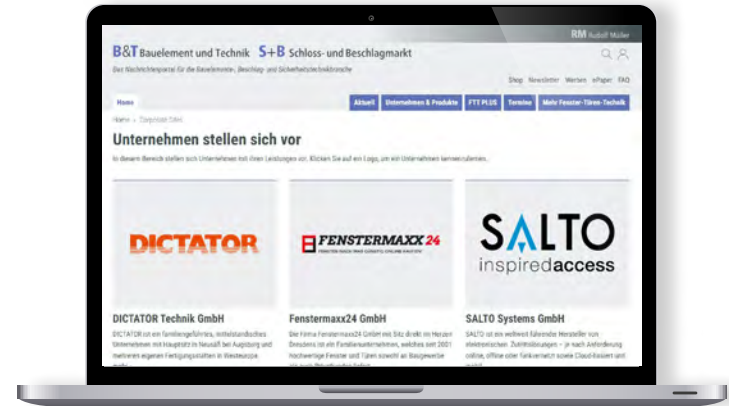 RM Rudolf Müller
B&T Bauelement und Technik S+B Schloss- und Beschlagmarkt
Das Nachrichtenportal für die Bauelemente-, Beschlag- und Sicherheitstechnikbranche
Shop Newsletter Werben ePaper FAQ
Home Aktuell Unternehmen & Produkte FTT PLUS Termine Mehr Fenster-Türen-Technik
Home > Corporate Sites
Unternehmen stellen sich vor
In diesem Bereich stellen sich Unternehmen mit ihren Leistungen vor. Klicken Sie auf ein Logo, um ein Unternehmen kennenzulernen.
DICTATOR
FENSTERMAXX 24
SALTO
inspiredaccess
DICTATOR Technik GmbH
DICTATOR ist ein familiengeführtes, mittelständisches
Unternehmen mit Hauptsitz in Neusäß bei Augsburg und
mehreren eigenen Fertigungsstätten in Westeuropa.
Fenstermaxx24 GmbH
Die Firma Fenstermaxx24 GmbH mit Sitz direkt im Herzen
Dresdens ist ein Familienunternehmen, welches seit 2001
hochwertige Fenster und Türen sowohl an Baugewerbe
SALTO Systems GmbH
SALTO ist ein weltweit führender Hersteller von
elektronischen Zutrittslösungen – je nach Anforderung
online, offline oder funkvernetzt sowie Cloud-basiert und